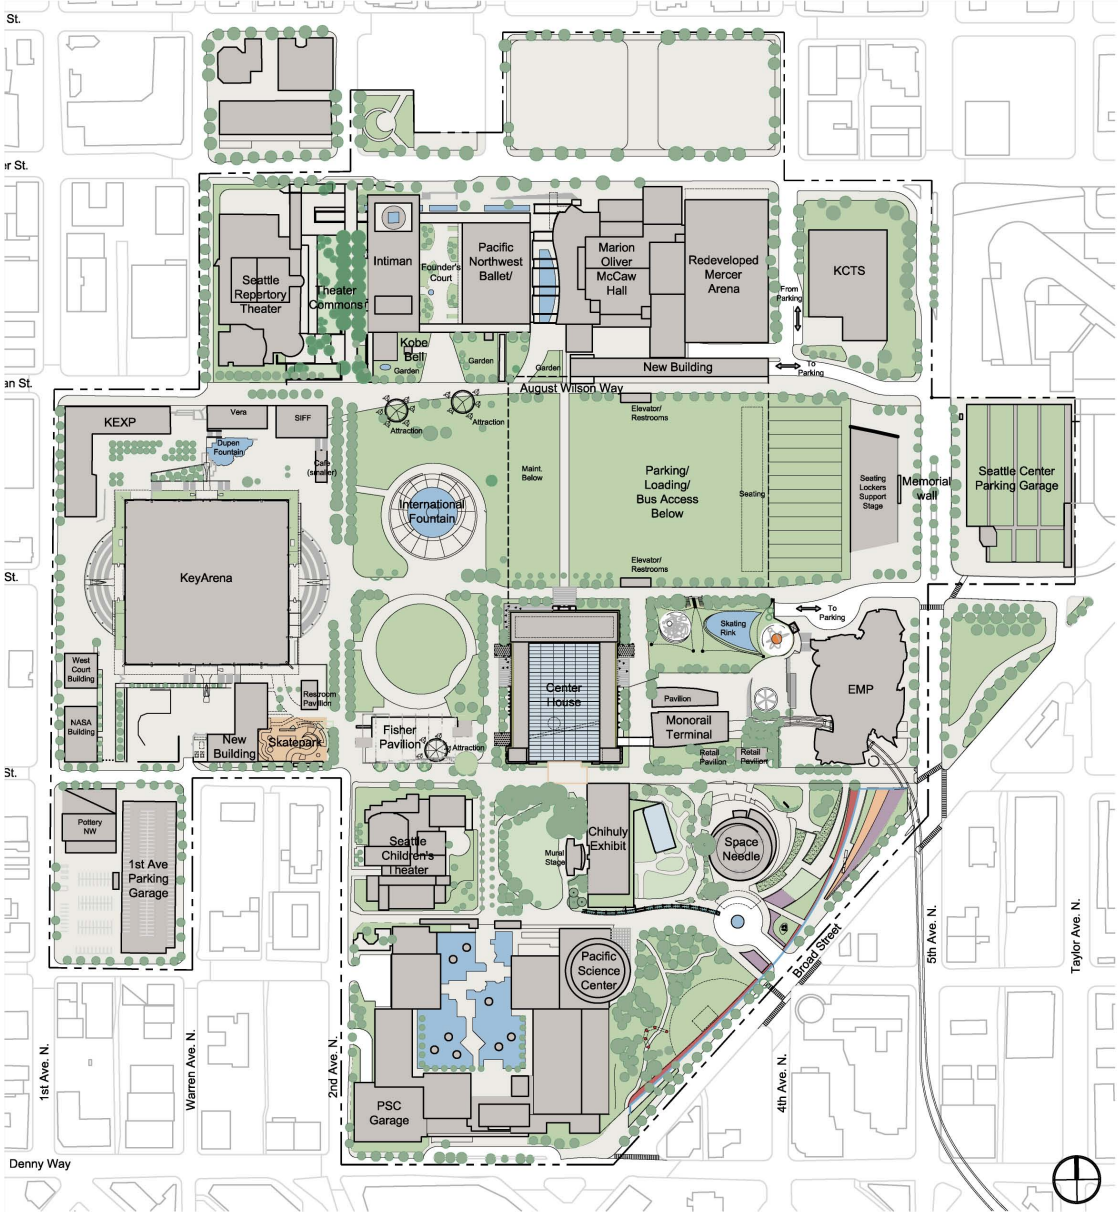 St.
er St.
Intiman
Pacific
Northwest
Ballet/
Marion
Oliver
McCaw
Hall
Redeveloped
Mercer
Arena
KCTS
Founder's
Court
Seattle
Repertory
Theater
Theater
Commons
From
Parking
Kobe
Bell
Garden
Garden
Garden
New Building
To
Parking
an St.
August Wilson Way
KEXP
Vera
SIFF
Attraction
Attraction
Elevator/
Restrooms
Dupen
Fountain
Cafe
(smaller)
Maint.
Below
Parking/
Loading/
Bus Access
Below
Seating
Seating
Lockers
Support
Stage
Memorial
wall
Seattle Center
Parking Garage
International
Fountain
KeyArena
Elevator/
Restrooms
St.
To
Parking
Skating
Rink
West
Court
Building
Restroom
Pavilion
Center
House
Pavilion
EMP
NASA
Building
New
Building
Skatepark
Fisher
Pavilion
Attraction
Monorail
Terminal
Retail
Pavilion
Retail
Pavilion
St.
Pottery
NW
1st Ave
Parking
Garage
Seattle
Children's
Theater
Mural
Stage
Chihuly
Exhibit
Space
Needle
Broad Street
5th Ave. N.
Taylor Ave. N.
Pacific
Science
Center
1st Ave. N.
Warren Ave. N.
2nd Ave. N.
4th Ave. N.
PSC
Garage
Denny Way